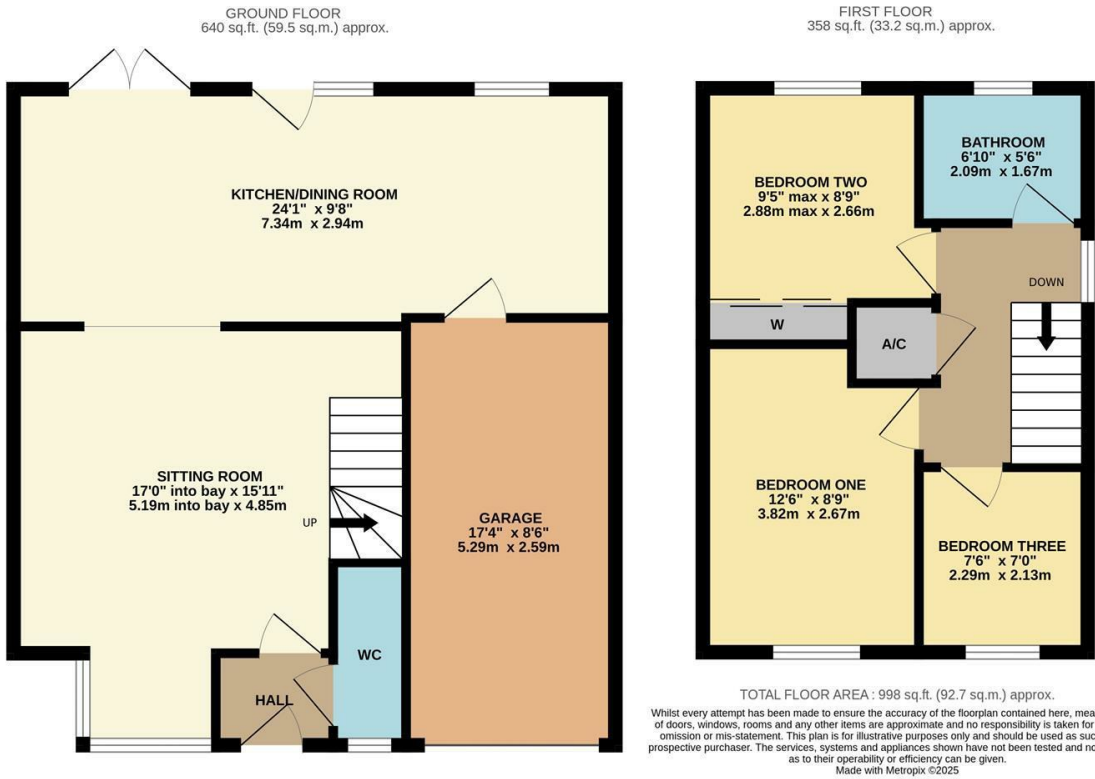 GROUND FLOOR
640 sq.ft. (59.5 sq.m.) approx.
KITCHEN/DINING ROOM
24'1" x 9'8"
7.34m x 2.94m
SITTING ROOM
17'0" into bay x 15'11"
5.19m into bay x 4.85m
UP
GARAGE
17'4" x 8'6"
5.29m x 2.59m
WC
HALL
FIRST FLOOR
358 sq.ft. (33.2 sq.m.) approx.
BATHROOM
6'10" x 5'6"
2.09m x 1.67m
BEDROOM TWO
9'5" max x 8'9"
2.88m max x 2.66m
DOWN
W
A/C
BEDROOM ONE
12'6" x 8'9"
3.82m x 2.67m
BEDROOM THREE
7'6" x 7'0"
2.29m x 2.13m
TOTAL FLOOR AREA : 998 sq.ft. (92.7 sq.m.) approx.
Whilst every attempt has been made to ensure the accuracy of the floorplan contained here, mea
of doors, windows, rooms and any other items are approximate and no responsibility is taken for
omission or mis-statement. This plan is for illustrative purposes only and should be used as suc
prospective purchaser. The services, systems and appliances shown have not been tested and no
as to their operability or efficiency can be given.
Made with Metropix ©2025